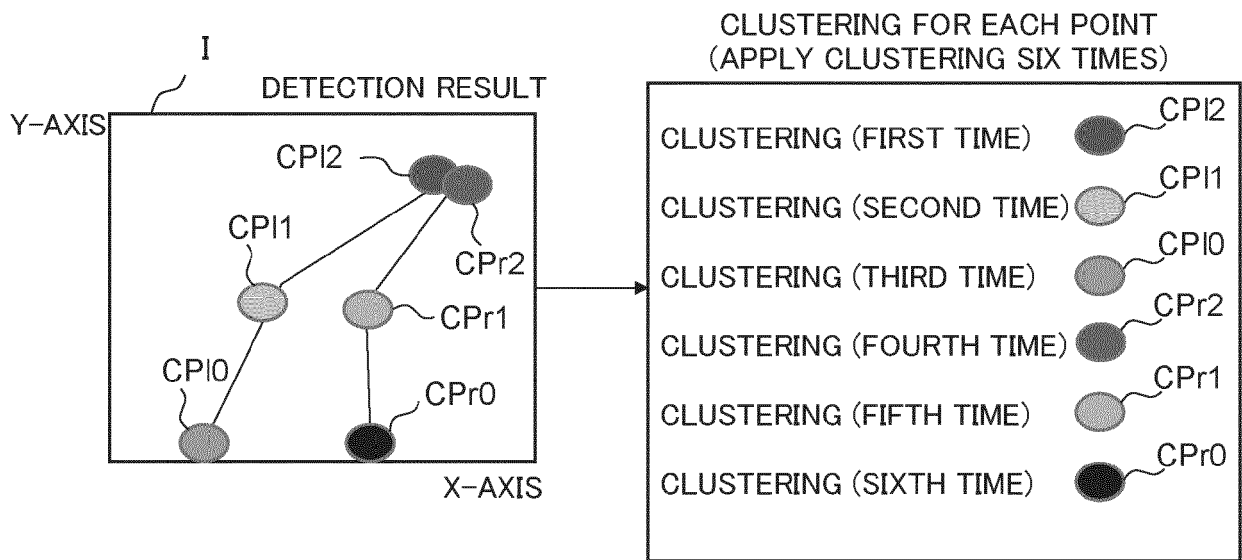 CLUSTERING FOR EACH POINT
(APPLY CLUSTERING SIX TIMES)
I
DETECTION RESULT
Y-AXIS
CPl2
CPl1
CPr2
CPr1
CPl0
CPr0
X-AXIS
CLUSTERING (FIRST TIME) CPl2
CLUSTERING (SECOND TIME) CPl1
CLUSTERING (THIRD TIME) CPl0
CLUSTERING (FOURTH TIME) CPr2
CLUSTERING (FIFTH TIME) CPr1
CLUSTERING (SIXTH TIME) CPr0